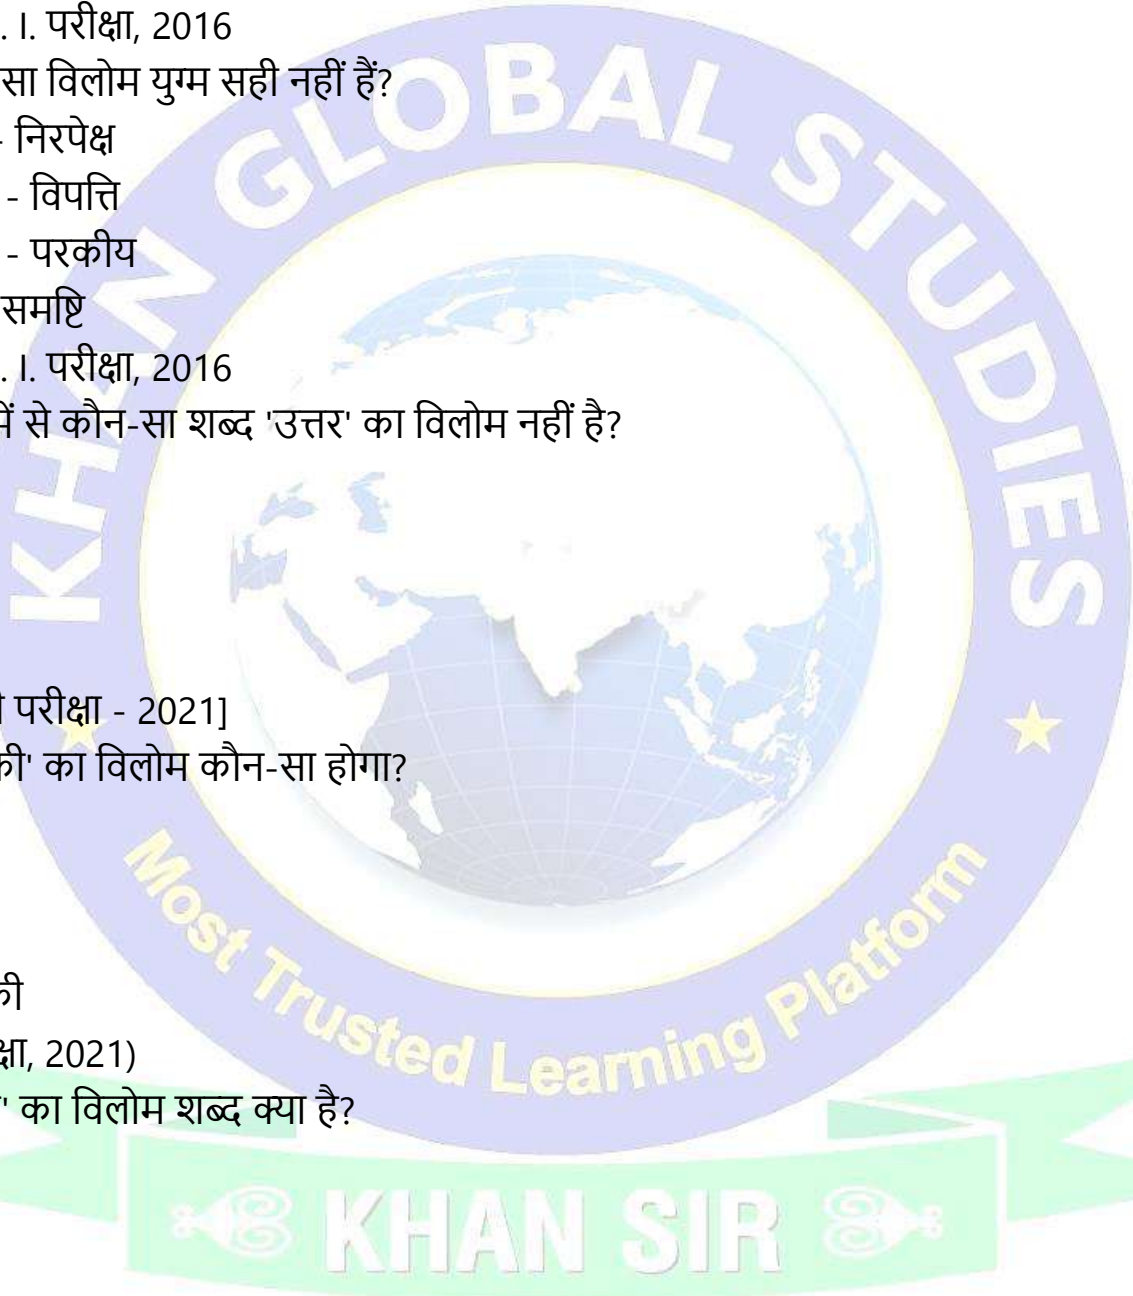 . I. परीक्षा, 2016
सा विलोम युग्म सही नहीं हैं?
- निरपेक्ष
- विपत्ति
- परकीय
समष्टि
. I. परीक्षा, 2016
में से कौन-सा शब्द 'उत्तर' का विलोम नहीं है?
परीक्षा - 2021]
की' का विलोम कौन-सा होगा?
की
क्षा, 2021)
' का विलोम शब्द क्या है?
KHAN GLOBAL STUDIES
Most Trusted Learning Platform
KHAN SIR